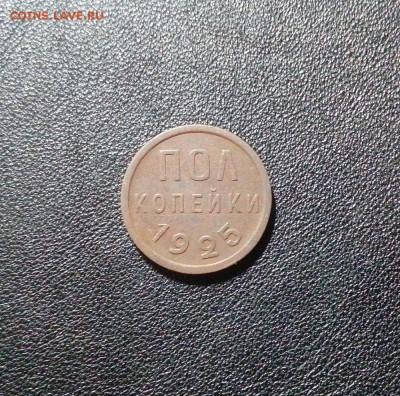 COINS.LAVE.RU
ПОЛ
КОПЕЙКИ
1925